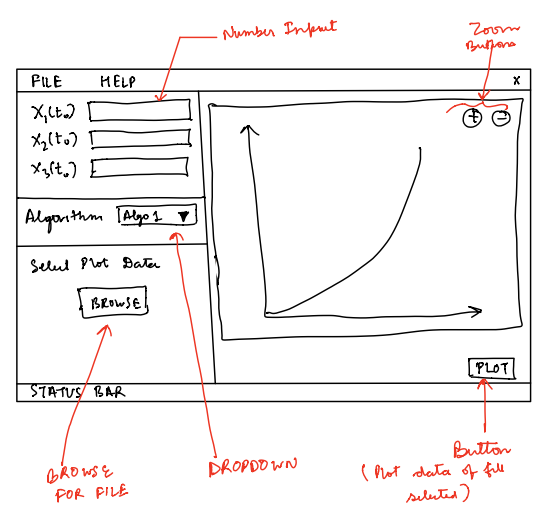 Number Input
Zoom
Buttons
FILE HELP x
X₁(t₀)
X₂(t₀)
X₃(t₀)
+ −
Algorithm Algo 1 ▼
Select Plot Data
BROWSE
PLOT
STATUS BAR
BROWSE
FOR FILE
DROPDOWN
Button
(Plot data of file
selected)